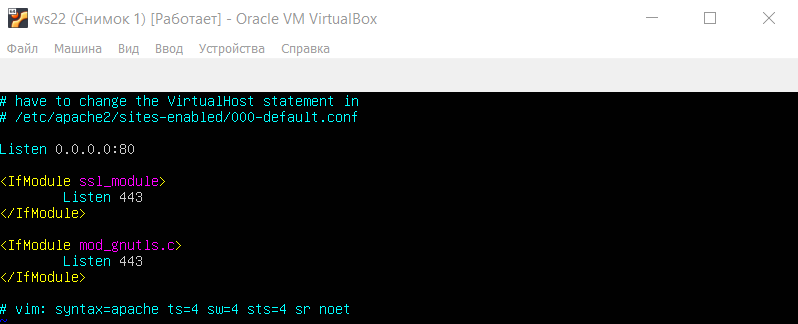 ws22 (Снимок 1) [Работает] - Oracle VM VirtualBox
Файл Машина Вид Ввод Устройства Справка
# have to change the VirtualHost statement in
# /etc/apache2/sites-enabled/000-default.conf
Listen 0.0.0.0:80
<IfModule ssl_module>
Listen 443
</IfModule>
<IfModule mod_gnutls.c>
Listen 443
</IfModule>
# vim: syntax=apache ts=4 sw=4 sts=4 sr noet